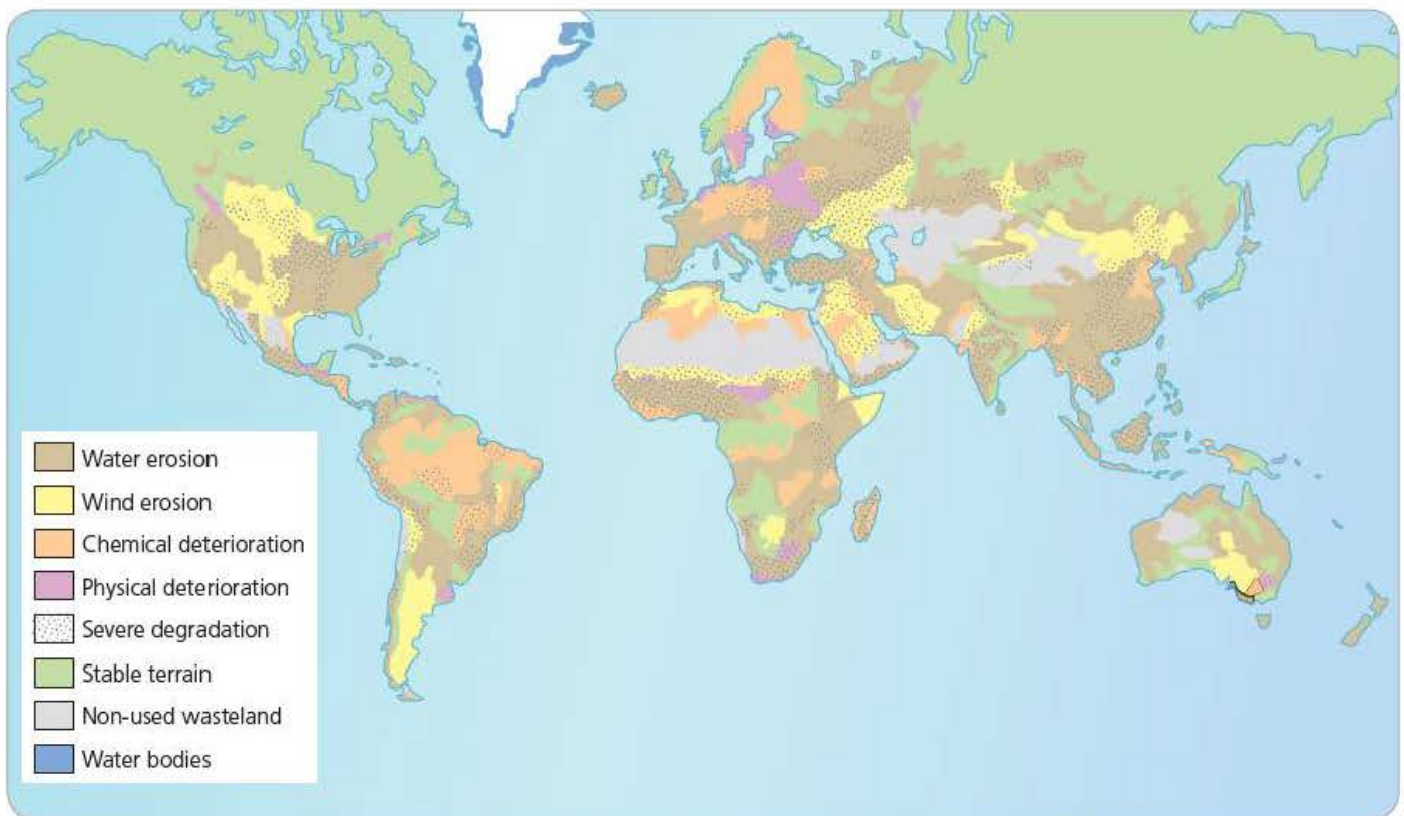 Water erosion
Wind erosion
Chemical deterioration
Physical deterioration
Severe degradation
Stable terrain
Non-used wasteland
Water bodies